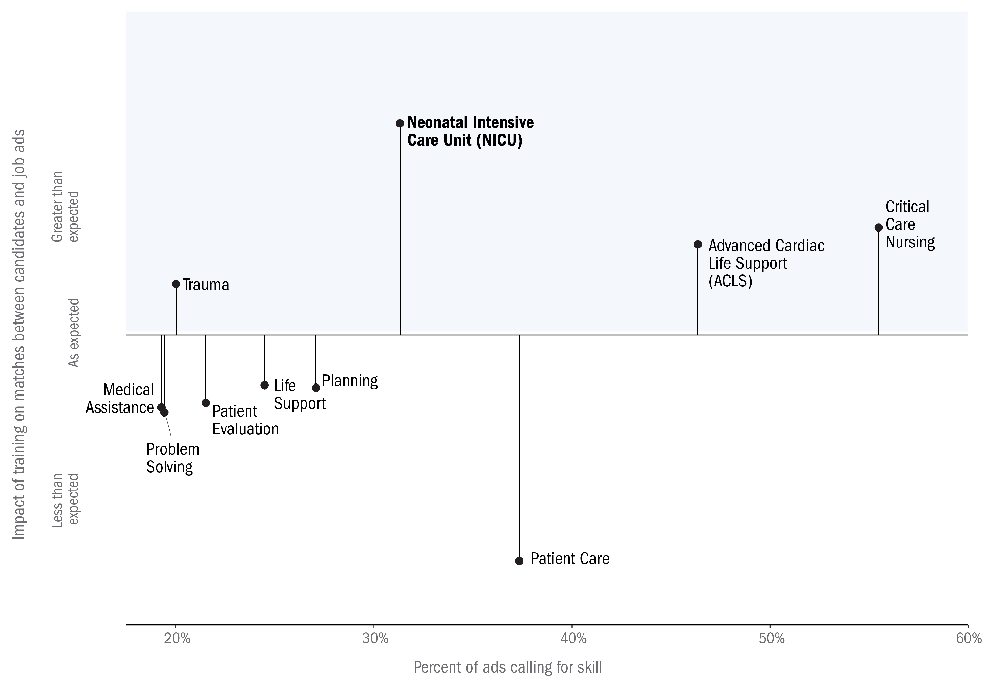 Impact of training on matches between candidates and job ads
Greater than
expected
As expected
Less than
expected
Neonatal Intensive
Care Unit (NICU)
Critical
Care
Nursing
Advanced Cardiac
Life Support
(ACLS)
Trauma
Medical
Assistance
Problem
Solving
Patient
Evaluation
Life
Support
Planning
Patient Care
20%
30%
40%
50%
60%
Percent of ads calling for skill